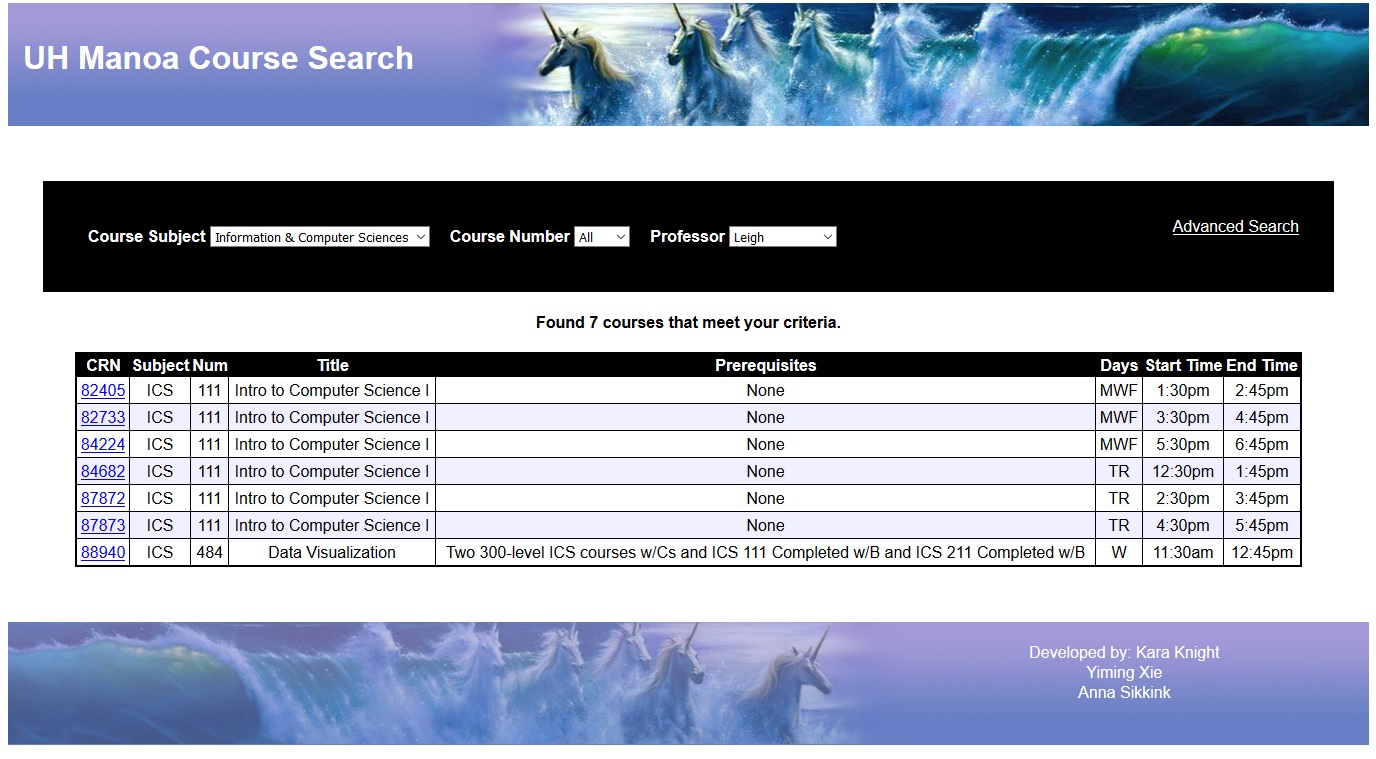 UH Manoa Course Search
Course Subject Information & Computer Sciences Course Number All Professor Leigh Advanced Search
Found 7 courses that meet your criteria.
CRN Subject Num Title Prerequisites Days Start Time End Time
82405 ICS 111 Intro to Computer Science I None MWF 1:30pm 2:45pm
82733 ICS 111 Intro to Computer Science I None MWF 3:30pm 4:45pm
84224 ICS 111 Intro to Computer Science I None MWF 5:30pm 6:45pm
84682 ICS 111 Intro to Computer Science I None TR 12:30pm 1:45pm
87872 ICS 111 Intro to Computer Science I None TR 2:30pm 3:45pm
87873 ICS 111 Intro to Computer Science I None TR 4:30pm 5:45pm
88940 ICS 484 Data Visualization Two 300-level ICS courses w/Cs and ICS 111 Completed w/B and ICS 211 Completed w/B W 11:30am 12:45pm
Developed by: Kara Knight
Yiming Xie
Anna Sikkink